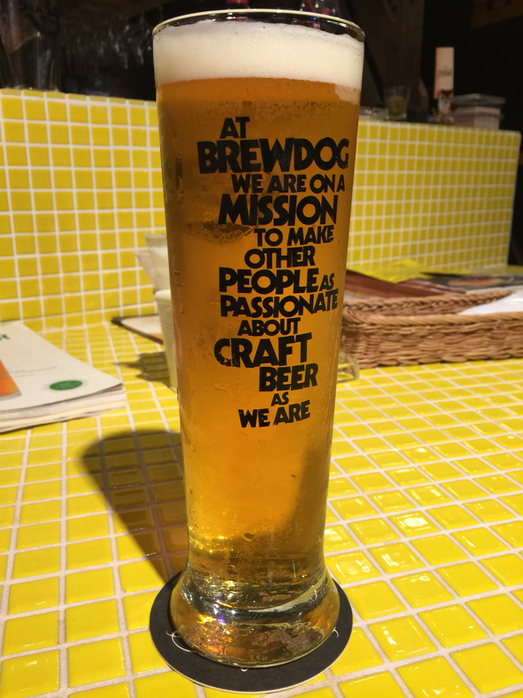 AT
BREWDOG
WE ARE ON A
MISSION
TO MAKE
OTHER
PEOPLE AS
PASSIONATE
ABOUT
CRAFT
BEER
AS
WE ARE